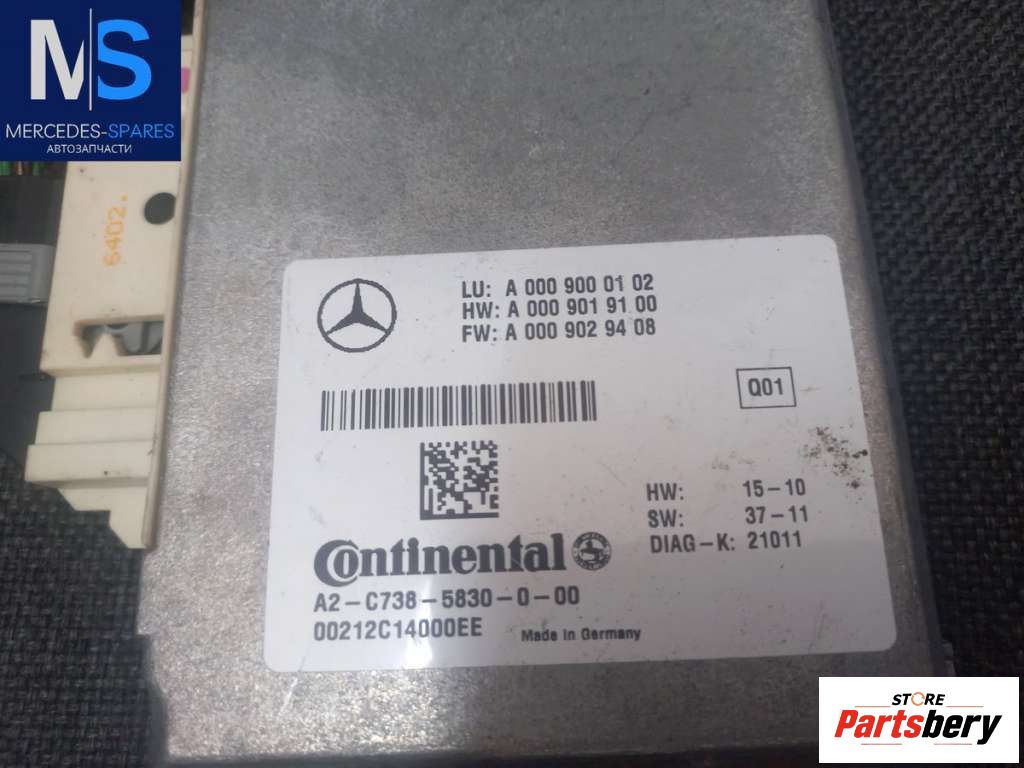 MS
MERCEDES-SPARES
АВТОЗАПЧАСТИ
6402.
LU: A 000 900 01 02
HW: A 000 901 91 00
FW: A 000 902 94 08
Q01
HW: 15-10
SW: 37-11
DIAG-K: 21011
Continental
A2-C738-5830-0-00
00212C14000EE Made in Germany
STORE
Partsbery